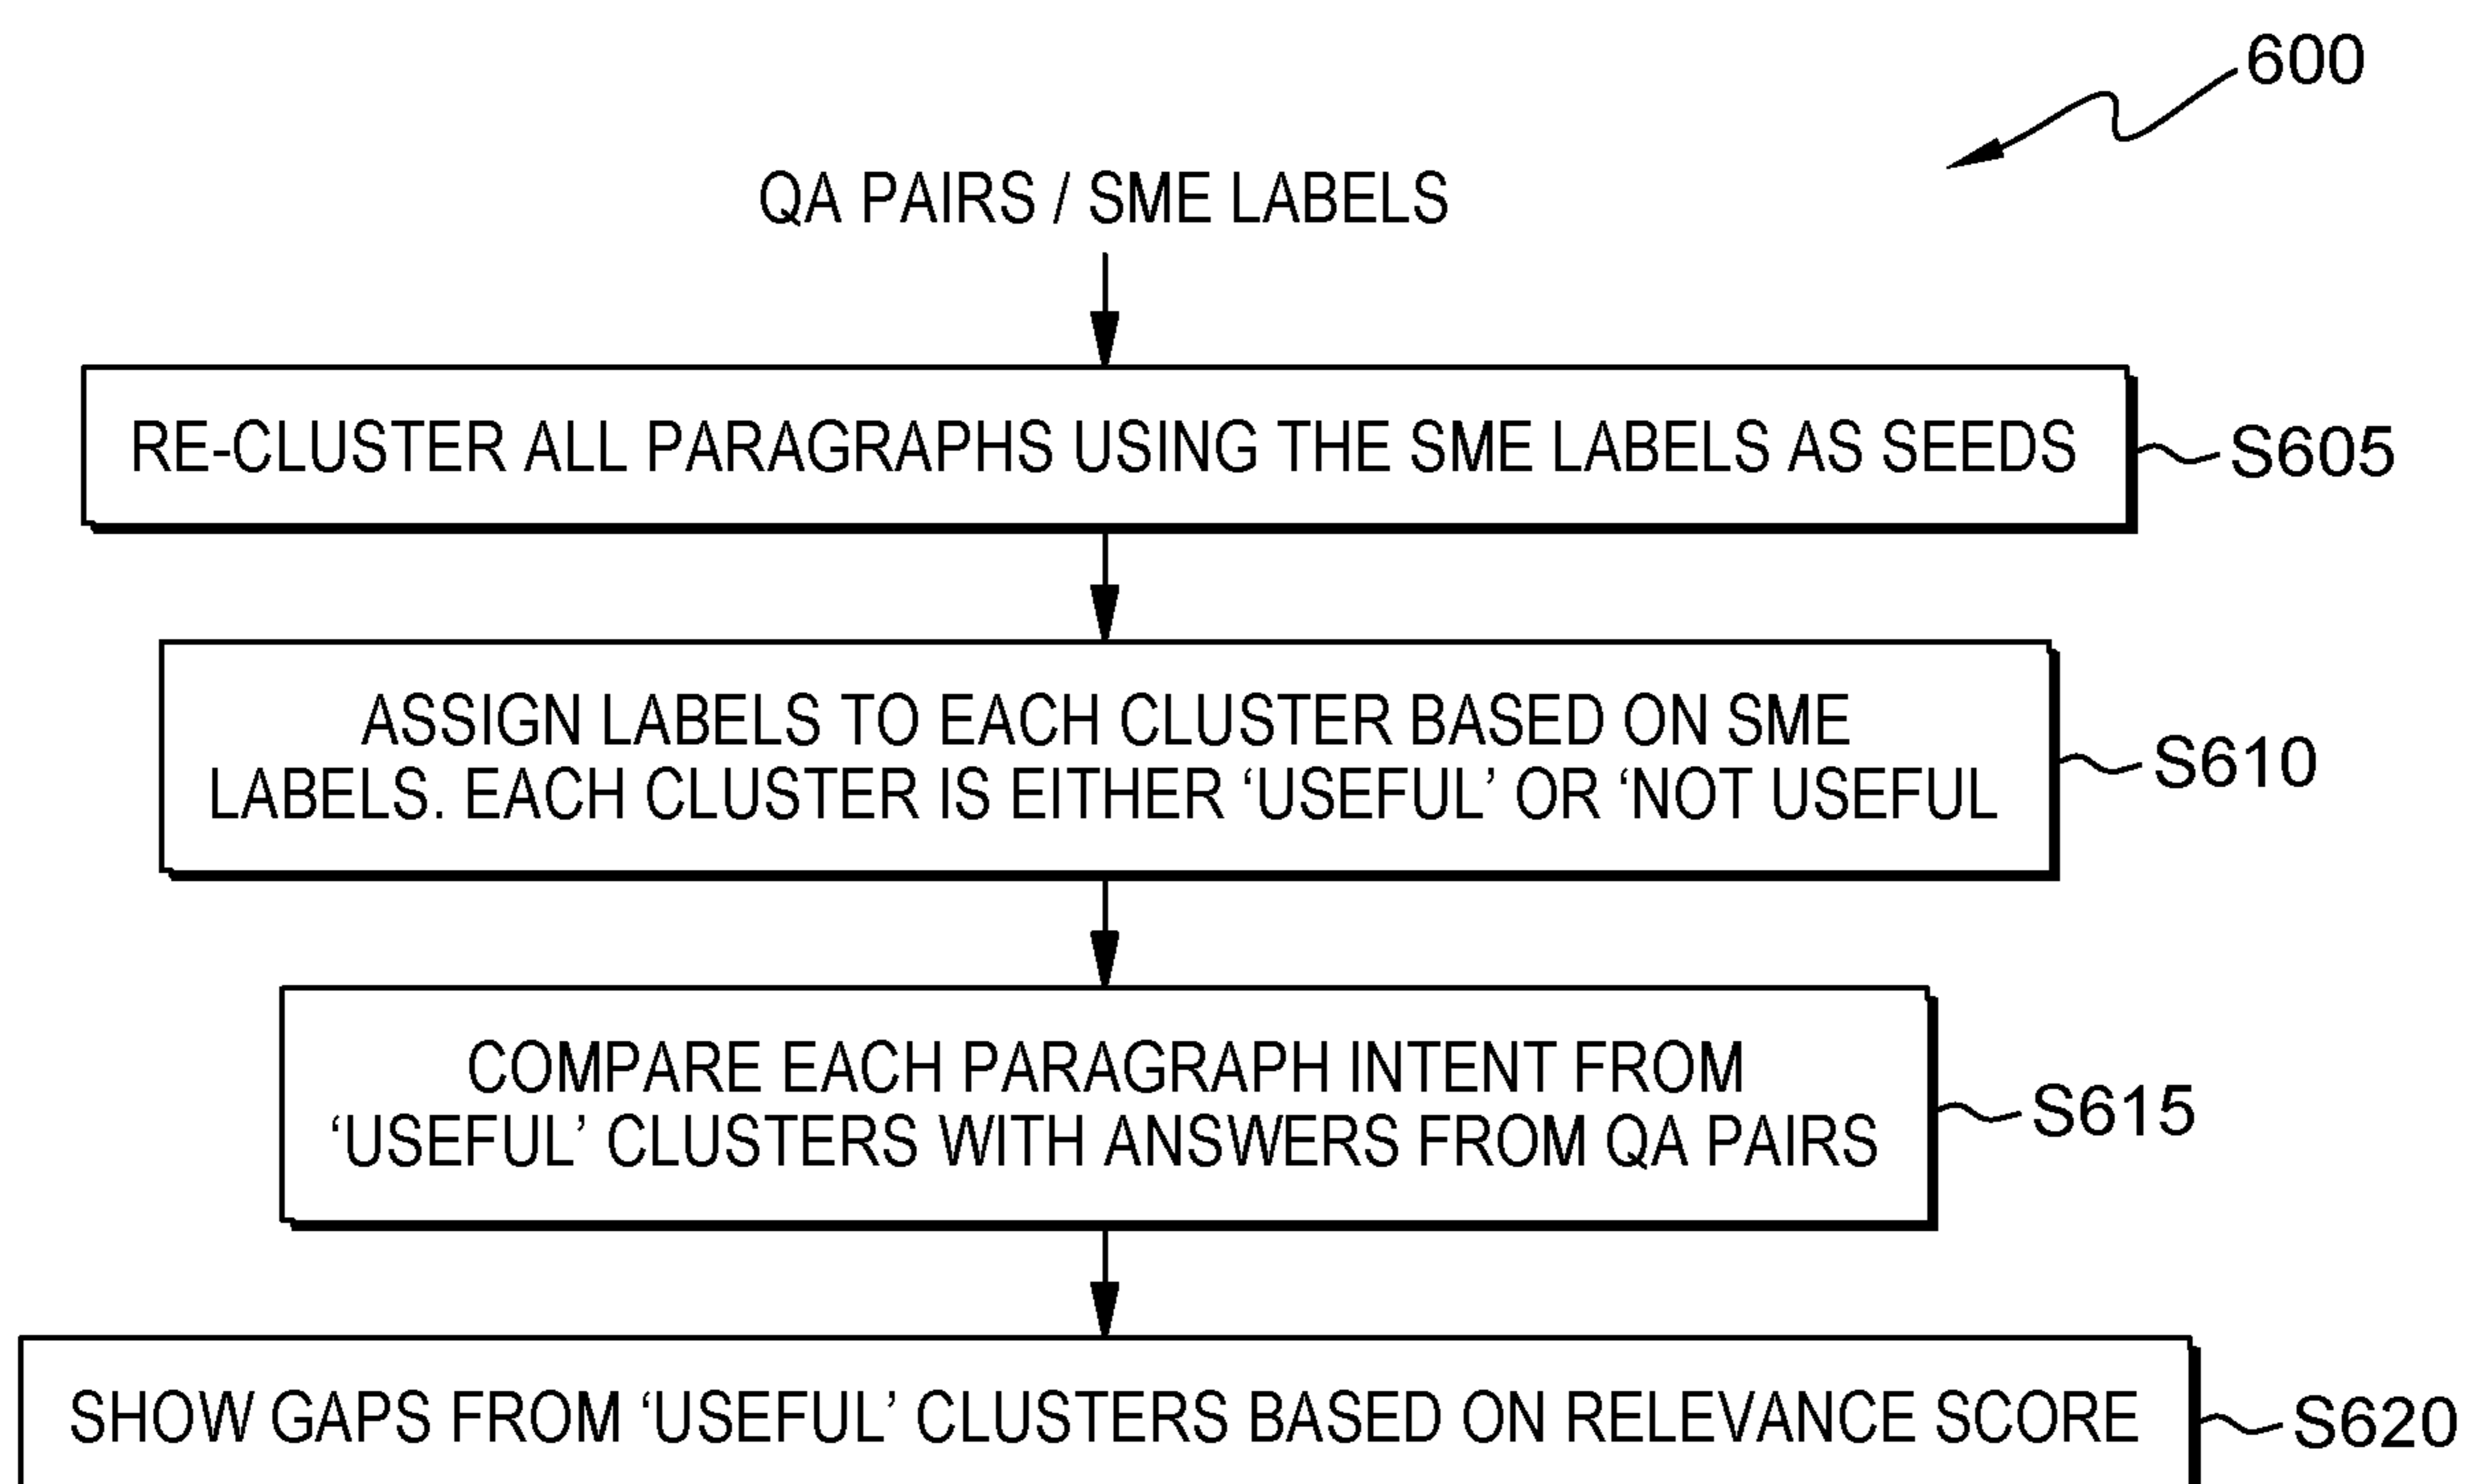 600
QA PAIRS / SME LABELS
RE-CLUSTER ALL PARAGRAPHS USING THE SME LABELS AS SEEDS
S605
ASSIGN LABELS TO EACH CLUSTER BASED ON SME
LABELS. EACH CLUSTER IS EITHER ‘USEFUL’ OR ‘NOT USEFUL
S610
COMPARE EACH PARAGRAPH INTENT FROM
‘USEFUL’ CLUSTERS WITH ANSWERS FROM QA PAIRS
S615
SHOW GAPS FROM ‘USEFUL’ CLUSTERS BASED ON RELEVANCE SCORE
S620